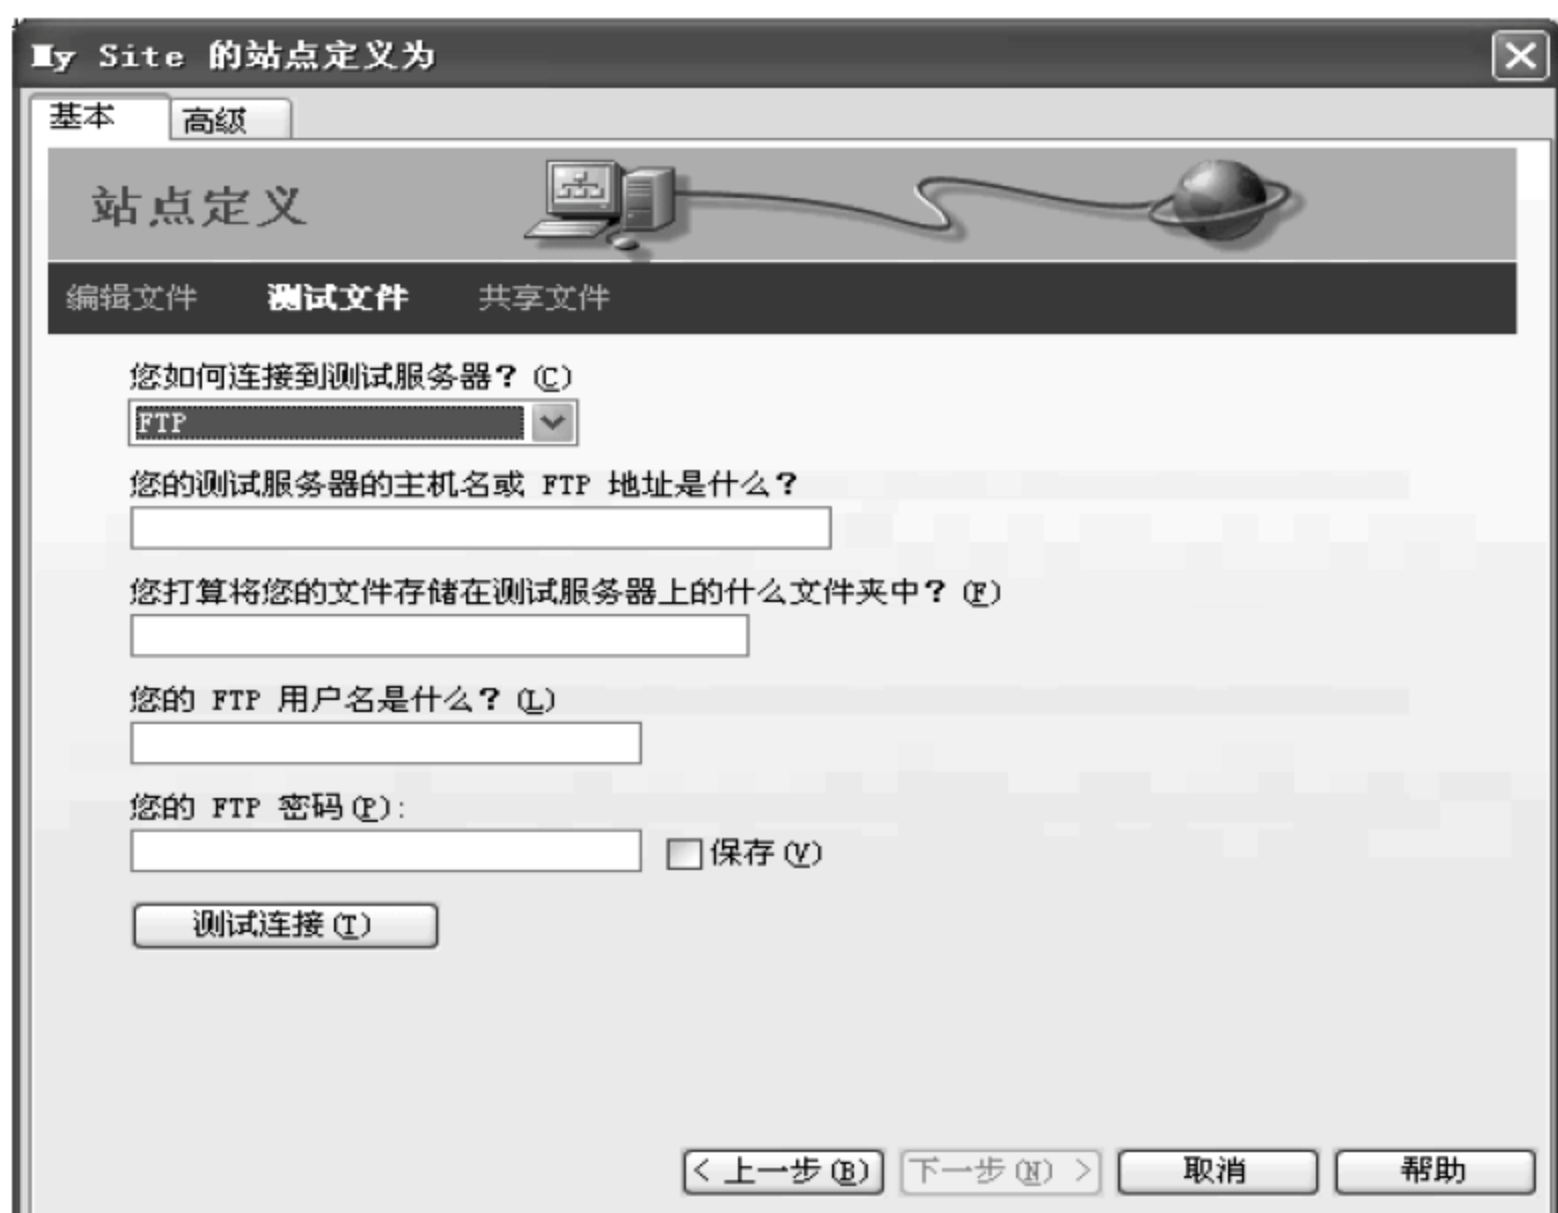 My Site 的站点定义为
基本 高级
站点定义
编辑文件 测试文件 共享文件
您如何连接到测试服务器？(C)
FTP
您的测试服务器的主机名或 FTP 地址是什么？
您打算将您的文件存储在测试服务器上的什么文件夹中？(F)
您的 FTP 用户名是什么？(L)
您的 FTP 密码(P):
保存(V)
测试连接(T)
< 上一步(B) 下一步(N) > 取消 帮助